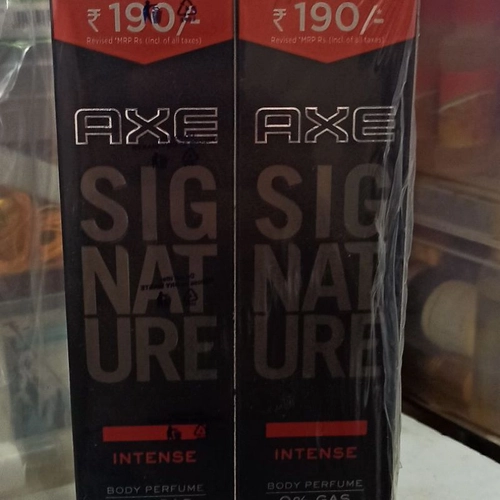 ₹190/-
Revised *MRP Rs. (incl. of all taxes)
AXE
SIG
NAT
URE
INTENSE
BODY PERFUME
₹190/-
Revised *MRP Rs. (incl. of all taxes)
AXE
SIG
NAT
URE
INTENSE
BODY PERFUME
0% GAS